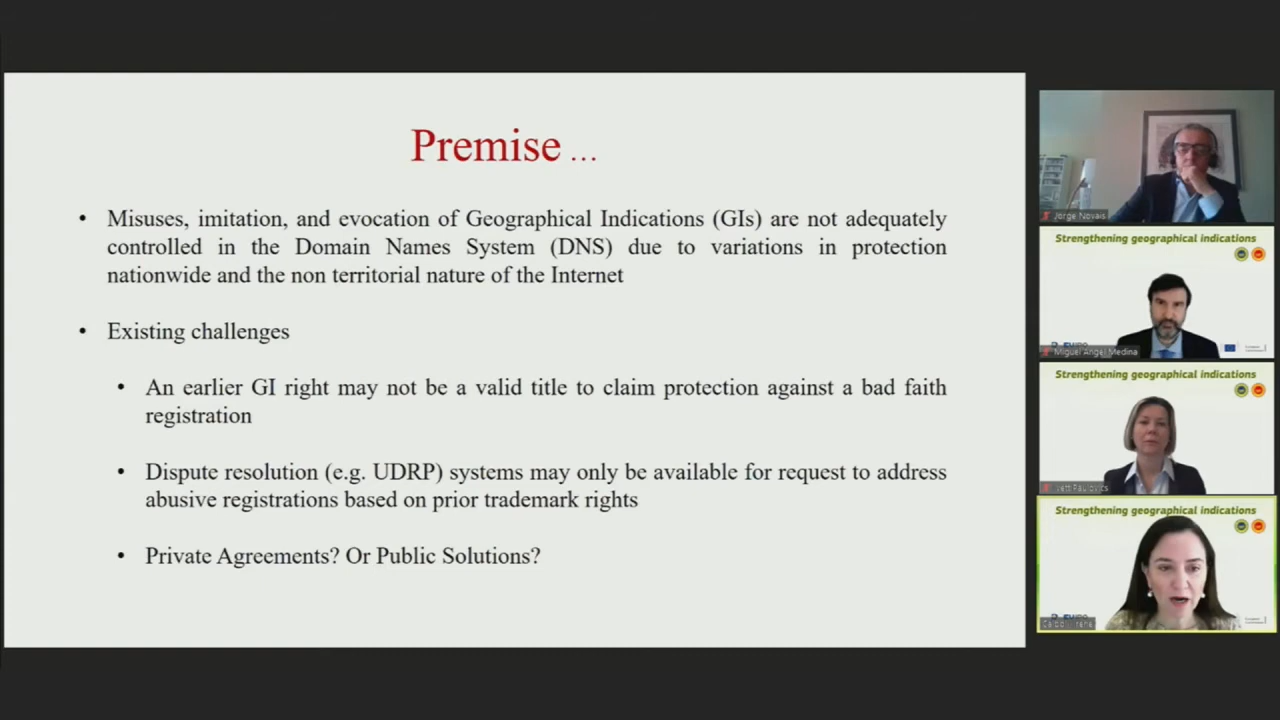 Premise ...
• Misuses, imitation, and evocation of Geographical Indications (GIs) are not adequately
controlled in the Domain Names System (DNS) due to variations in protection
nationwide and the non territorial nature of the Internet
• Existing challenges
• An earlier GI right may not be a valid title to claim protection against a bad faith
registration
• Dispute resolution (e.g. UDRP) systems may only be available for request to address
abusive registrations based on prior trademark rights
• Private Agreements? Or Public Solutions?
Jorge Novais
Strengthening geographical indications
Miguel Angel Medina
Strengthening geographical indications
Strengthening geographical indications